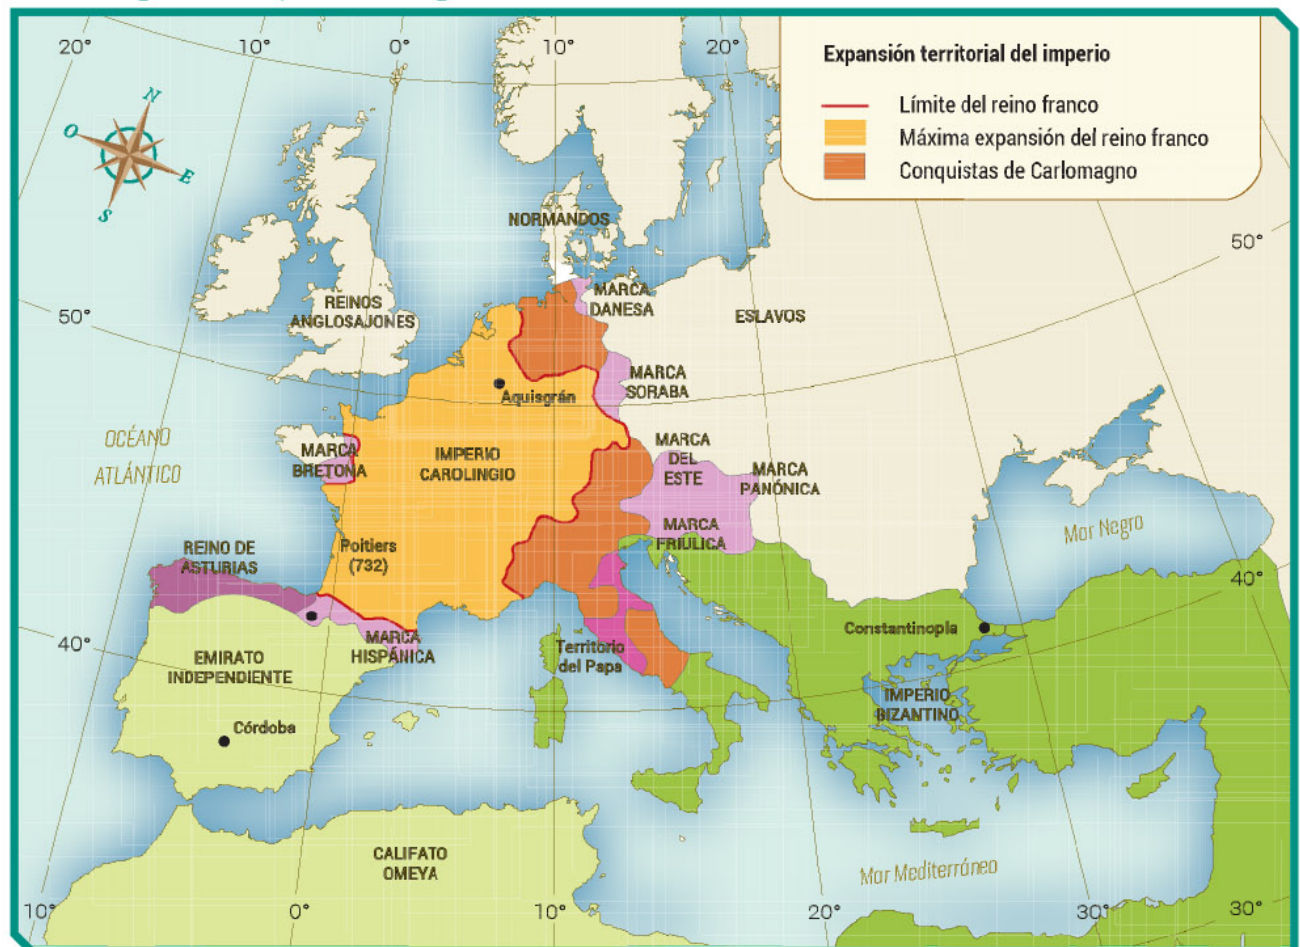 20°
10°
0°
10°
20°
Expansión territorial del imperio
Límite del reino franco
Máxima expansión del reino franco
Conquistas de Carlomagno
N
O
E
S
50°
NORMANDOS
MARCA
DANESA
REINOS
ANGLOSAJONES
ESLAVOS
50°
MARCA
SORABA
Aquisgrán
OCÉANO
ATLÁNTICO
MARCA
BRETONA
IMPERIO
CAROLINGIO
MARCA
DEL
ESTE
MARCA
PANÓNICA
MARCA
FRIULICA
Mar Negro
REINO DE
ASTURIAS
Poitiers
(732)
40°
40°
MARCA
HISPÁNICA
Territorio
del Papa
Constantinopla
EMIRATO
INDEPENDIENTE
IMPERIO
BIZANTINO
Córdoba
CALIFATO
OMEYA
Mar Mediterráneo
10°
0°
10°
20°
30°
30°